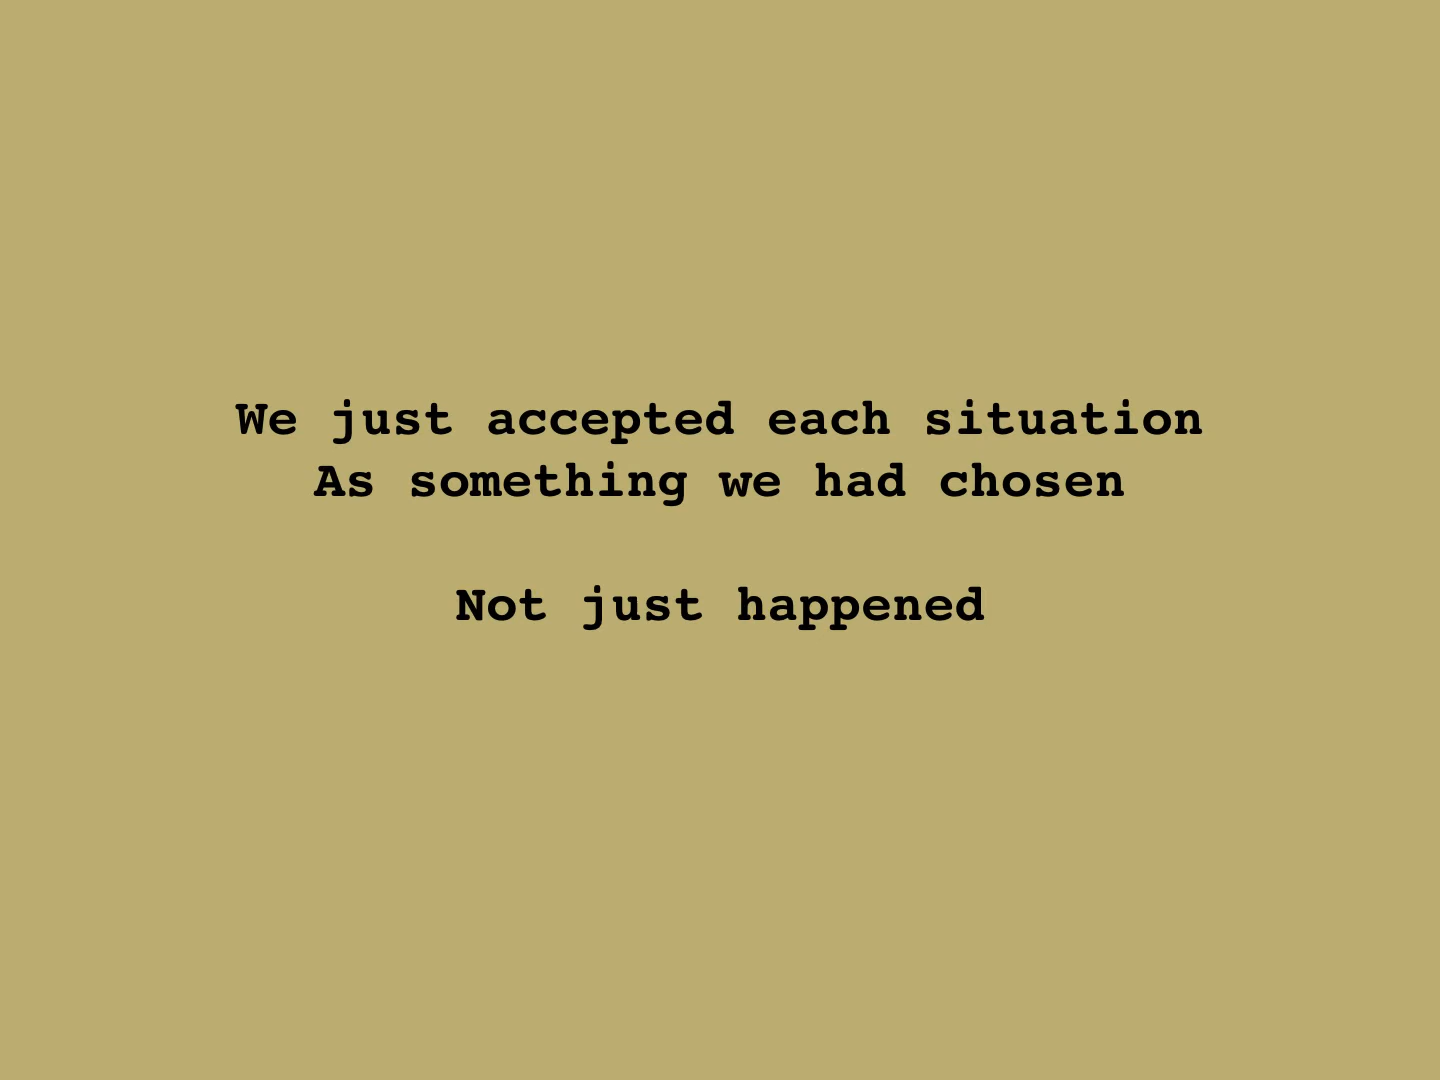 We just accepted each situation
As something we had chosen
Not just happened